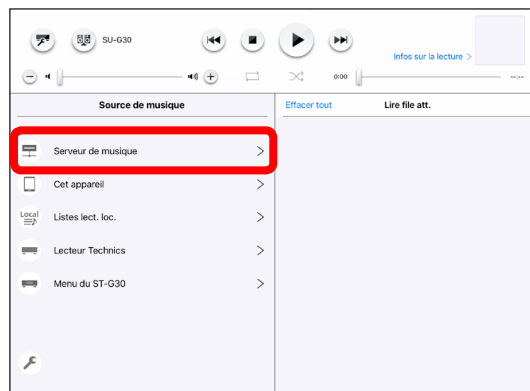 SU-G30
Infos sur la lecture >
0:00
--:--
Source de musique
Effacer tout
Lire file att.
Serveur de musique
Cet appareil
Local
Listes lect. loc.
Lecteur Technics
Menu du ST-G30